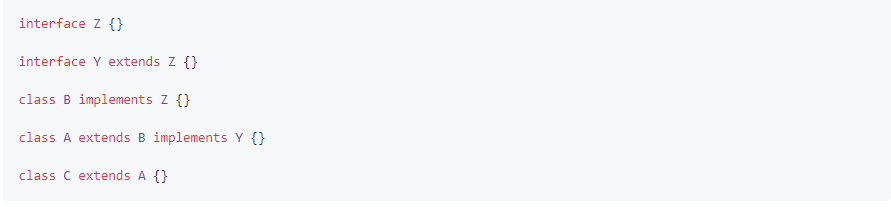 interface Z {}
interface Y extends Z {}
class B implements Z {}
class A extends B implements Y {}
class C extends A {}